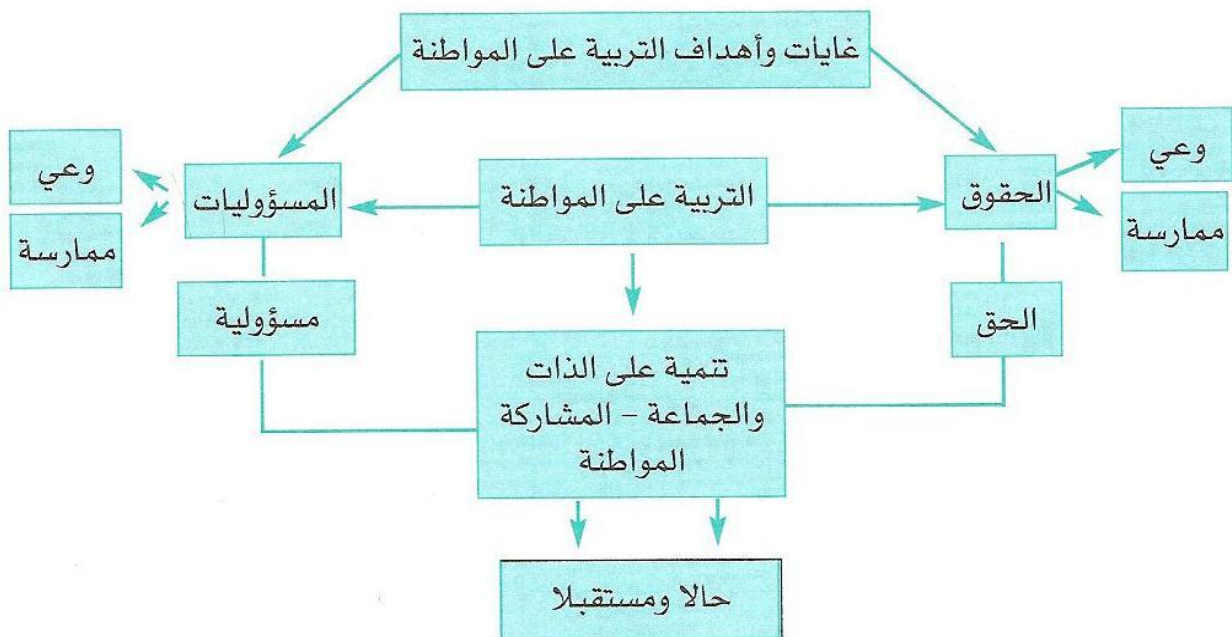 غايات وأهداف التربية على المواطنة
وعي
ممارسة
الحقوق
التربية على المواطنة
المسؤوليات
وعي
ممارسة
الحق
مسؤولية
تنمية على الذات
والجماعة – المشاركة
المواطنة
حالا ومستقبلا